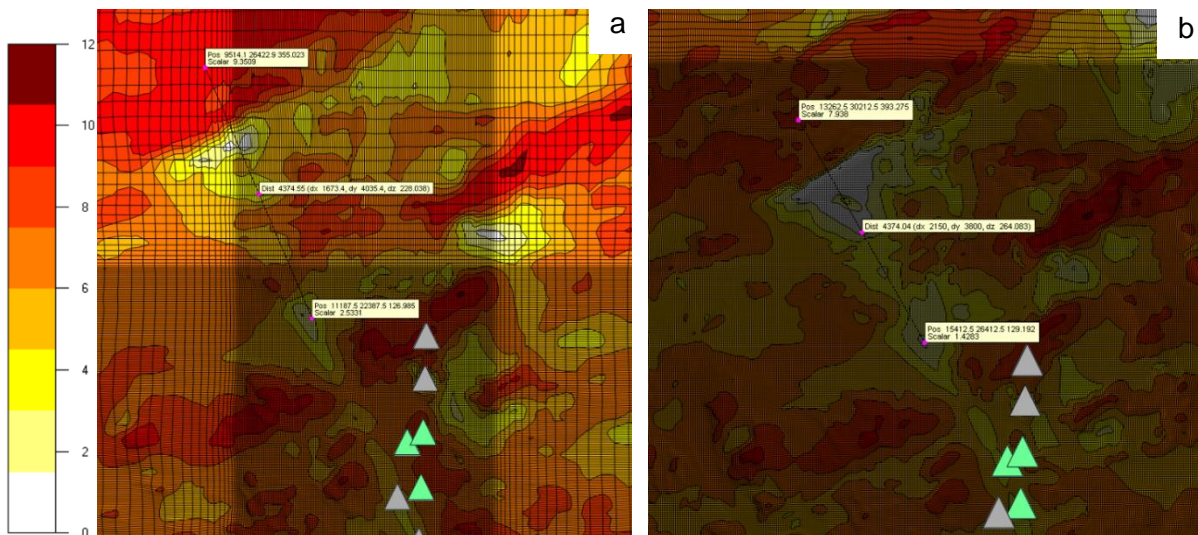 a
b
12
10
8
6
4
2
0
Pos 9514.1 26422.9 355.023
Scalar 9.3509
Dist 4374.55 (dx 1673.4, dy 4035.4, dz 228.038)
Pos 11187.5 22387.5 126.985
Scalar 2.5331
Pos 13262.5 30212.5 393.275
Scalar 7.938
Dist 4374.04 (dx 2150, dy 3800, dz 264.083)
Pos 15412.5 26412.5 129.192
Scalar 1.4283